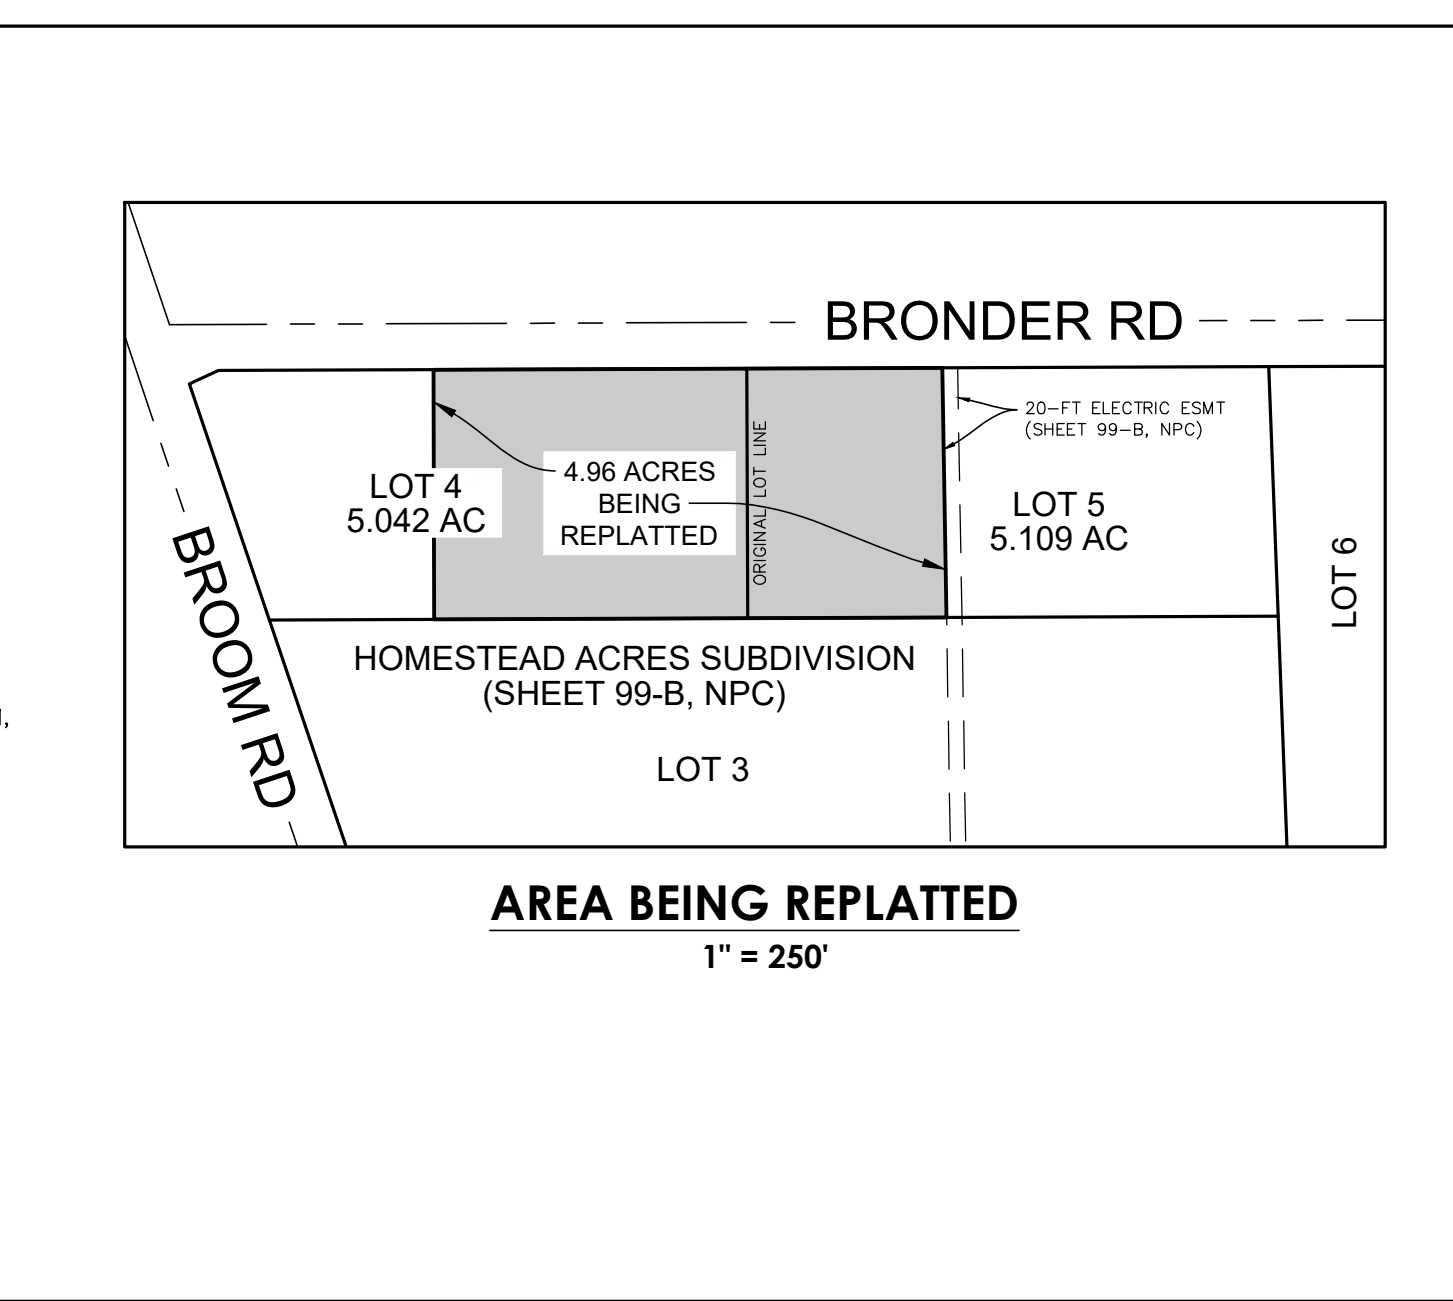 BRONDER RD
20-FT ELECTRIC ESMT
(SHEET 99-B, NPC)
4.96 ACRES
BEING
REPLATTED
ORIGINAL LOT LINE
LOT 4
5.042 AC
LOT 5
5.109 AC
LOT 6
BROOM RD
HOMESTEAD ACRES SUBDIVISION
(SHEET 99-B, NPC)
LOT 3
AREA BEING REPLATTED
1" = 250'